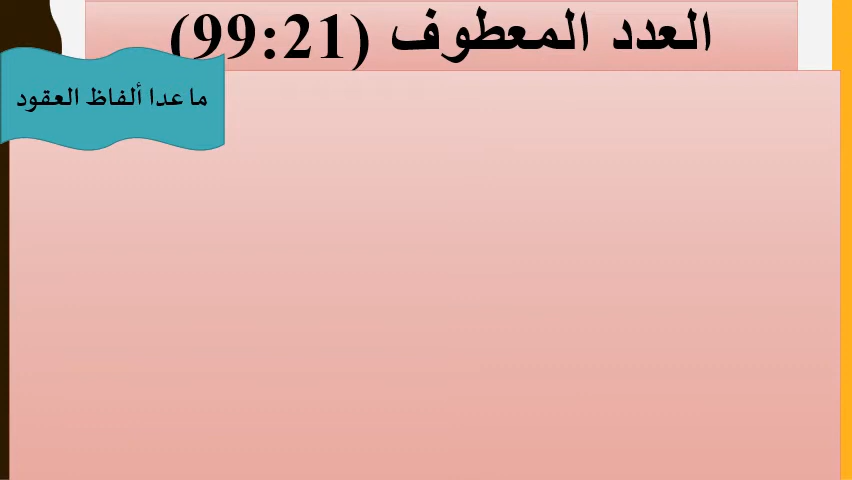 العدد المعطوف (99:21)
ما عدا ألفاظ العقود